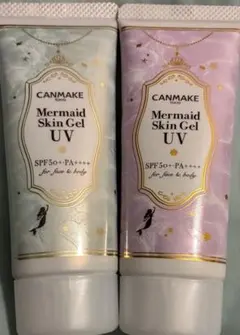 CANMAKE
TOKYO
Mermaid
Skin Gel
UV
SPF50+・PA++++
for face & body
CANMAKE
TOKYO
Mermaid
Skin Gel
UV
SPF50+・PA++++
for face & body